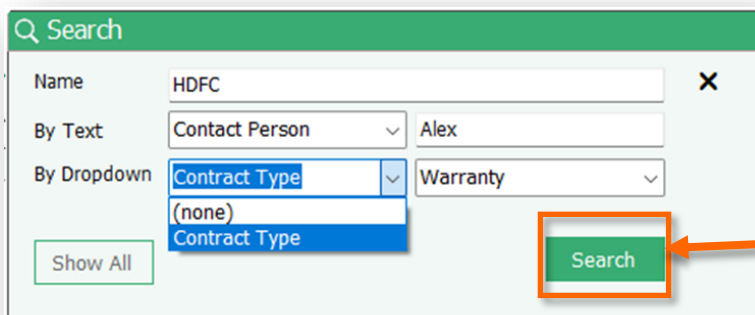 Search
Name HDFC
By Text Contact Person Alex
By Dropdown Contract Type Warranty
(none)
Contract Type
Show All Search